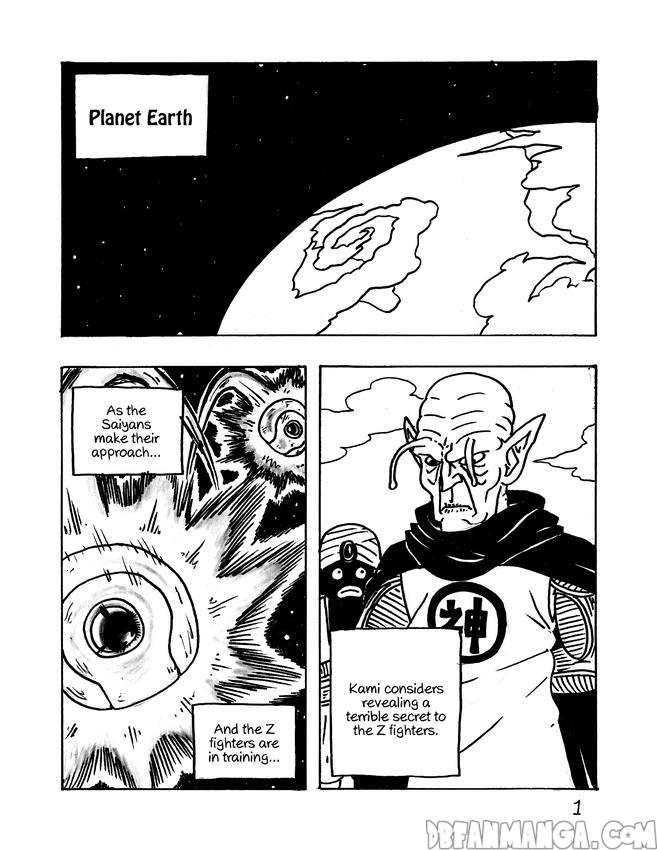 Planet Earth
As the
Saiyans
make their
approach...
And the Z
fighters are
in training...
神
Kami considers
revealing a
terrible secret to
the Z fighters.
1
DBFANMANGA.COM